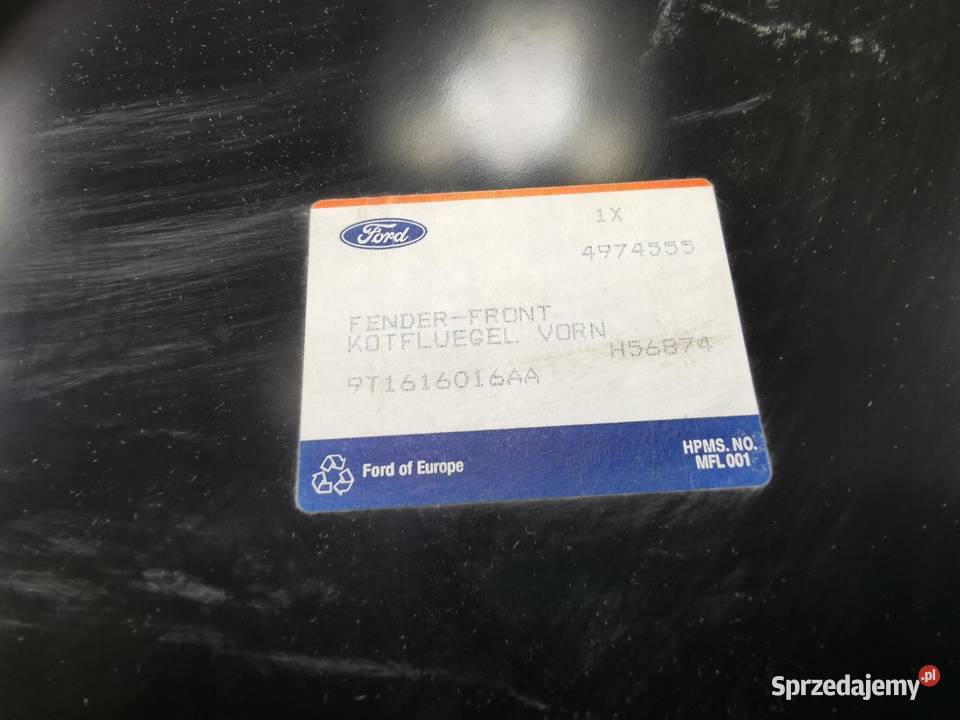 Ford
1X
4974555
FENDER-FRONT
KOTFLUEGEL VORN
H56874
9T1616016AA
Ford of Europe
HPMS. NO.
MFL 001
Sprzedajemy.pl